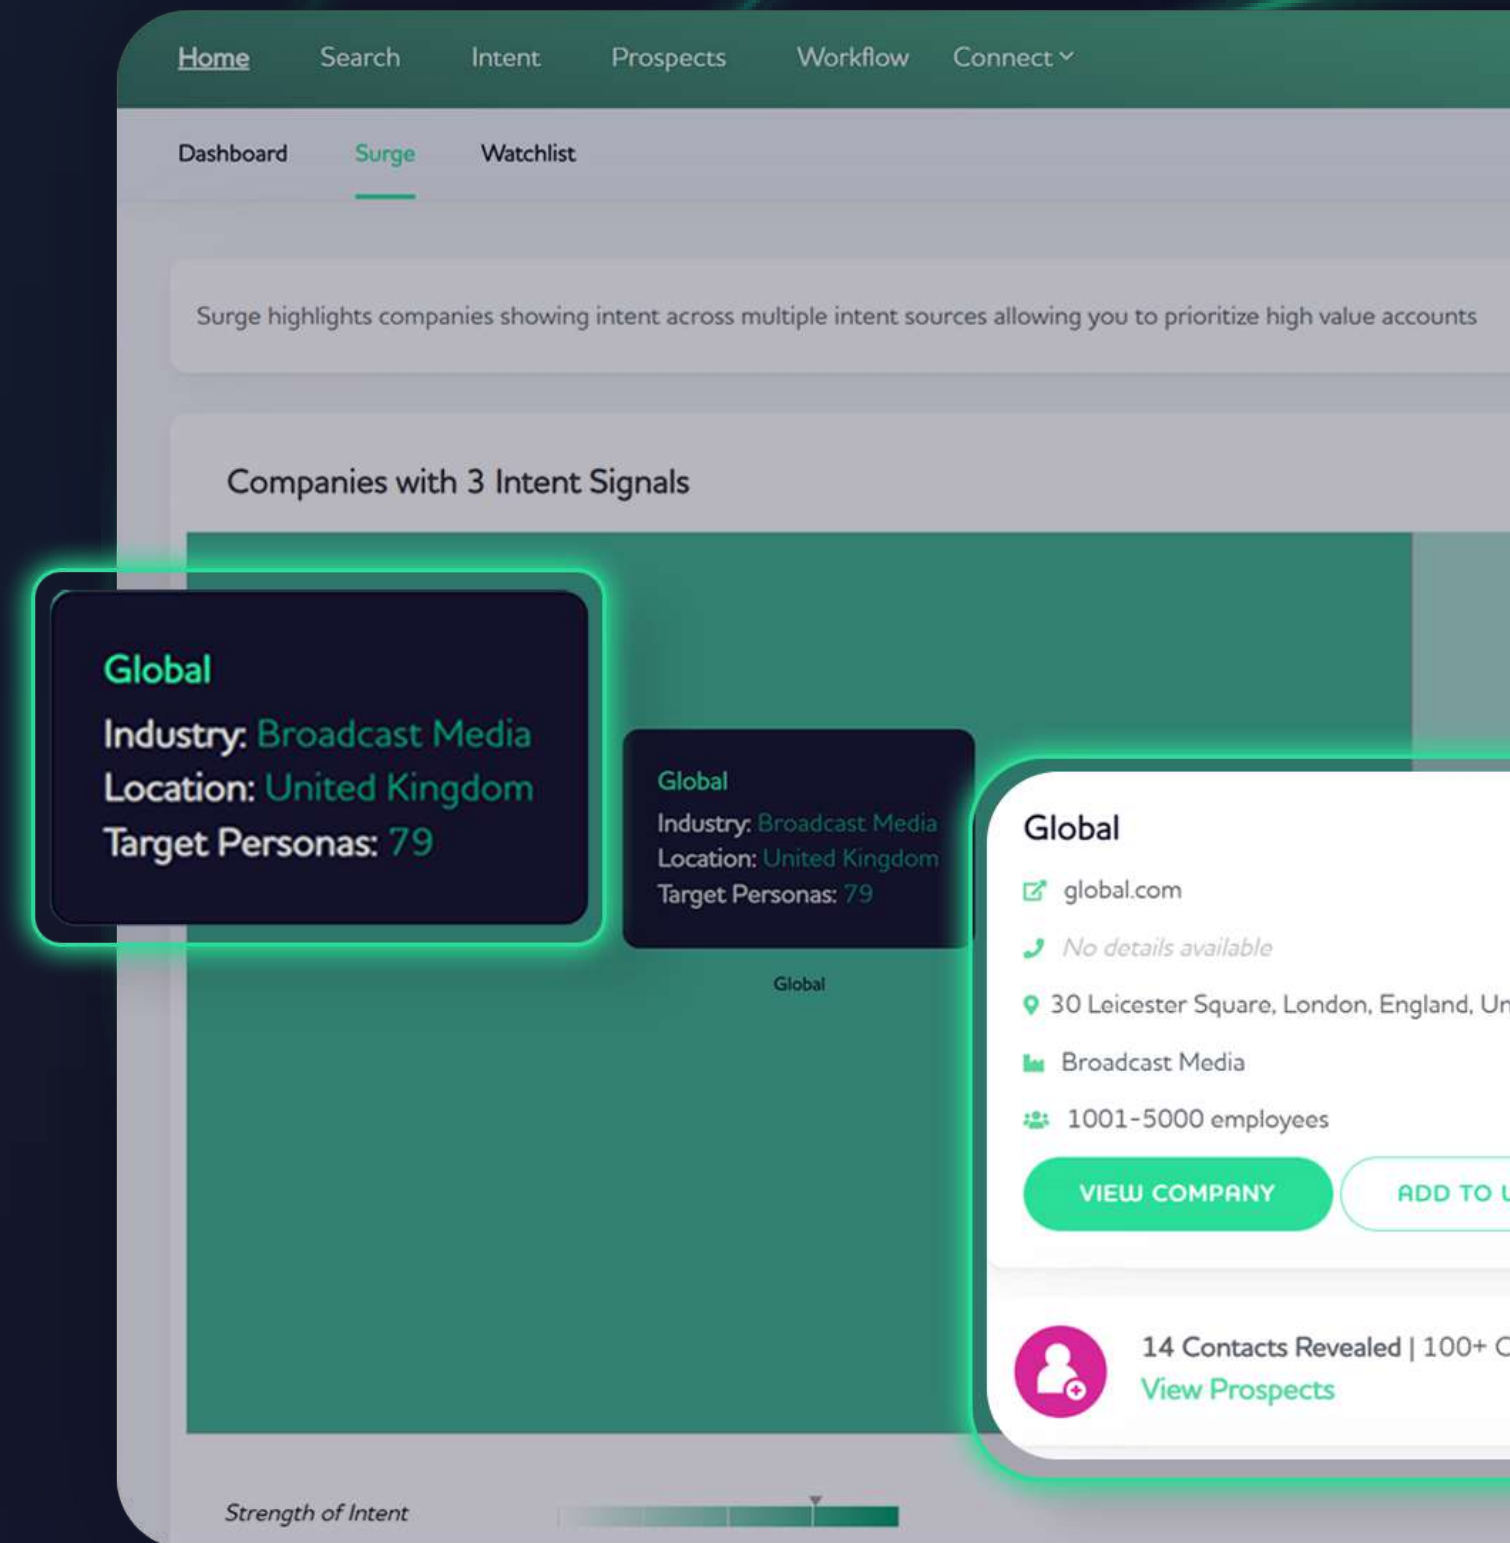 Home Search Intent Prospects Workflow Connect
Dashboard Surge Watchlist
Surge highlights companies showing intent across multiple intent sources allowing you to prioritize high value accounts
Companies with 3 Intent Signals
Global
Industry: Broadcast Media
Location: United Kingdom
Target Personas: 79
Global
Industry: Broadcast Media
Location: United Kingdom
Target Personas: 79
Global
Global
global.com
No details available
30 Leicester Square, London, England,
Broadcast Media
1001-5000 employees
VIEW COMPANY
ADD TO
14 Contacts Revealed | 100+
View Prospects
Strength of Intent